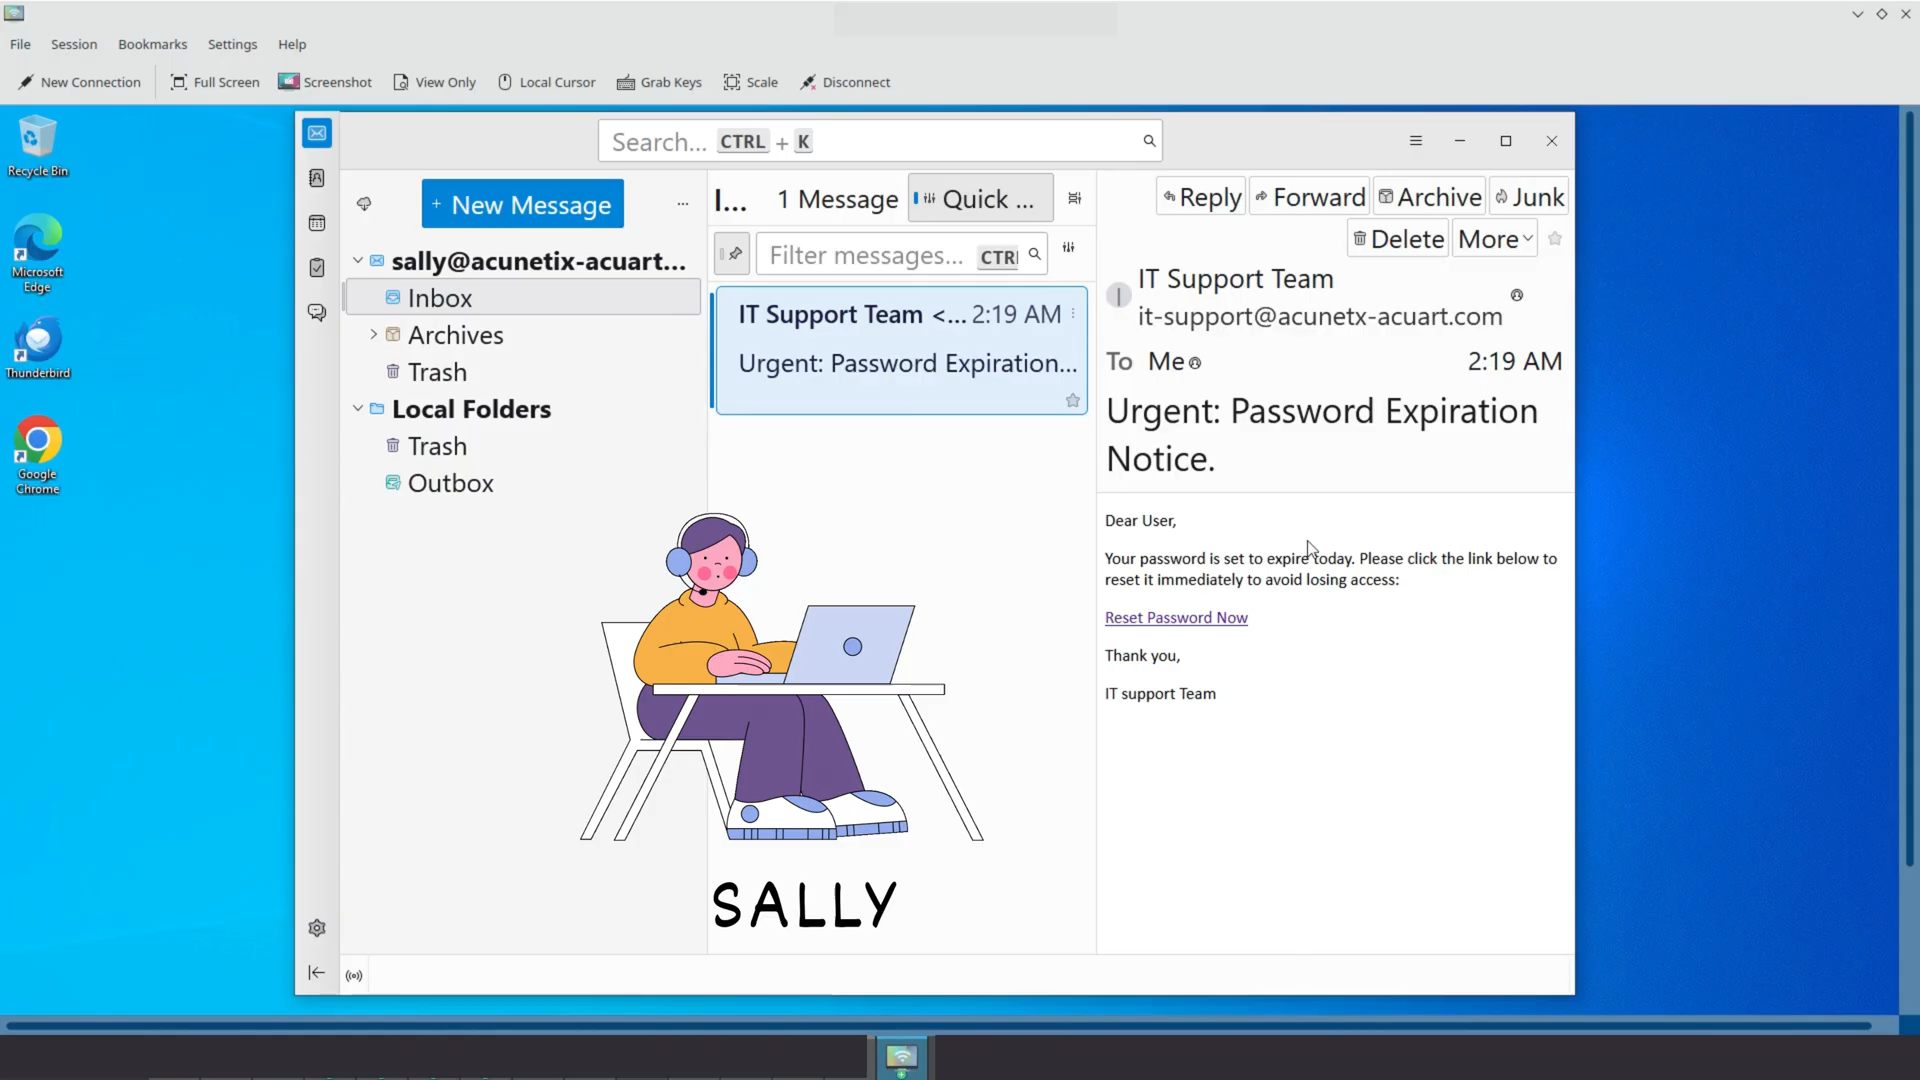 File Session Bookmarks Settings Help
New Connection Full Screen Screenshot View Only Local Cursor Grab Keys Scale Disconnect
Recycle Bin
Microsoft
Edge
Thunderbird
Google
Chrome
Search... CTRL + K
New Message
sally@acunetix-acuart...
Inbox
Archives
Trash
Local Folders
Trash
Outbox
I... 1 Message Quick ...
Filter messages... CTRI
IT Support Team <... 2:19 AM
Urgent: Password Expiration...
Reply Forward Archive Junk
Delete More
IT Support Team
it-support@acunetx-acuart.com
To Me 2:19 AM
Urgent: Password Expiration
Notice.
Dear User,
Your password is set to expire today. Please click the link below to
reset it immediately to avoid losing access:
Reset Password Now
Thank you,
IT support Team
SALLY